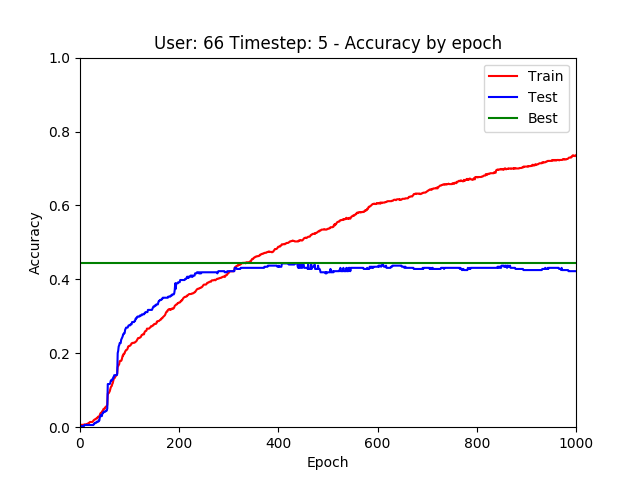 User: 66 Timestep: 5 - Accuracy by epoch
1.0
0.8
0.6
0.4
0.2
0.0
Accuracy
Train
Test
Best
0 200 400 600 800 1000
Epoch